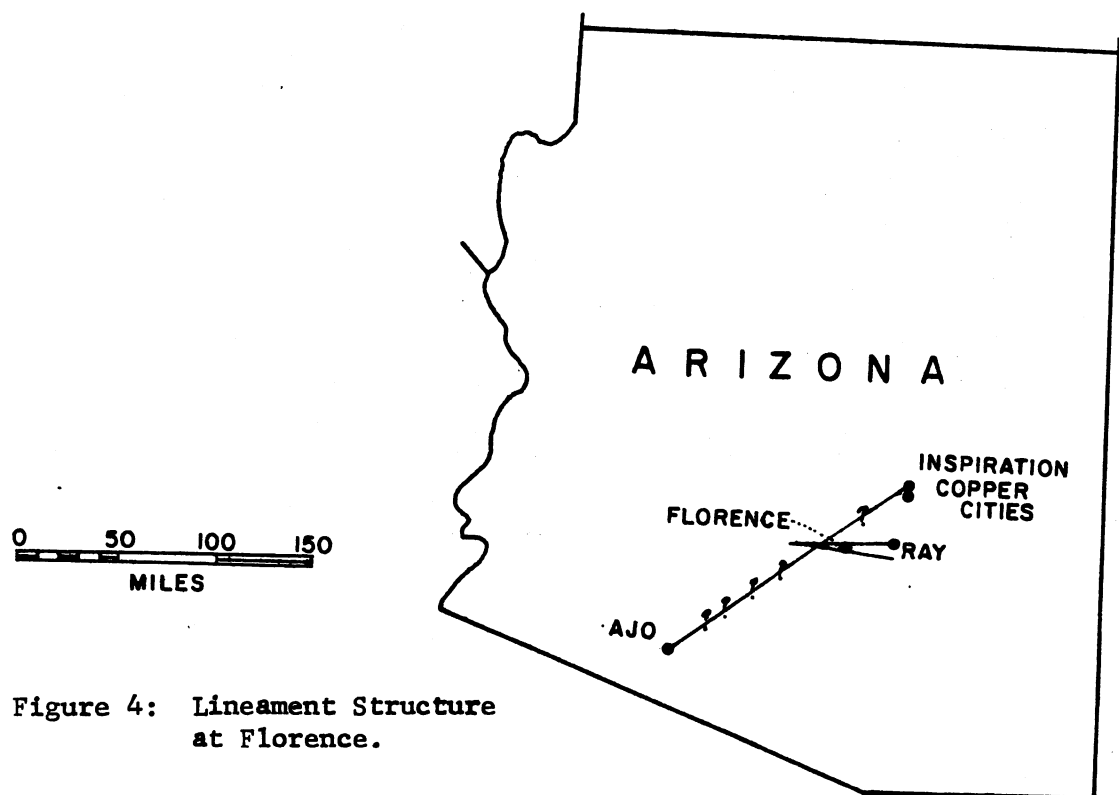 ARIZONA
INSPIRATION
COPPER
CITIES
FLORENCE
RAY
0 50 100 150
MILES
AJO
? ? ? ? ?
Figure 4: Lineament Structure
at Florence.